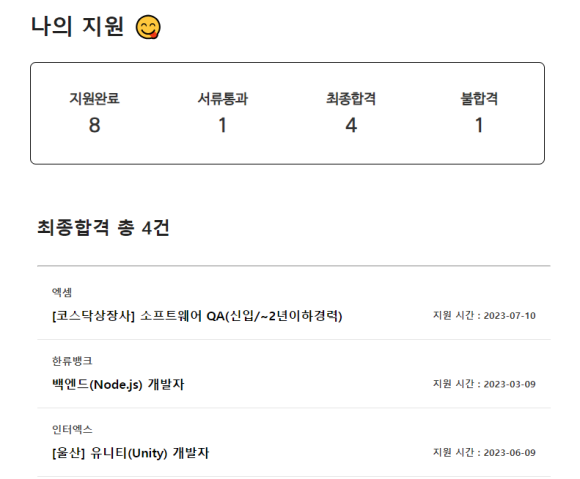 나의 지원 😋
지원완료 서류통과 최종합격 불합격
8 1 4 1
최종합격 총 4건
엑셈
[코스닥상장사] 소프트웨어 QA(신입/~2년이하경력) 지원 시간 : 2023-07-10
한류뱅크
백엔드(Node.js) 개발자 지원 시간 : 2023-03-09
인터엑스
[울산] 유니티(Unity) 개발자 지원 시간 : 2023-06-09